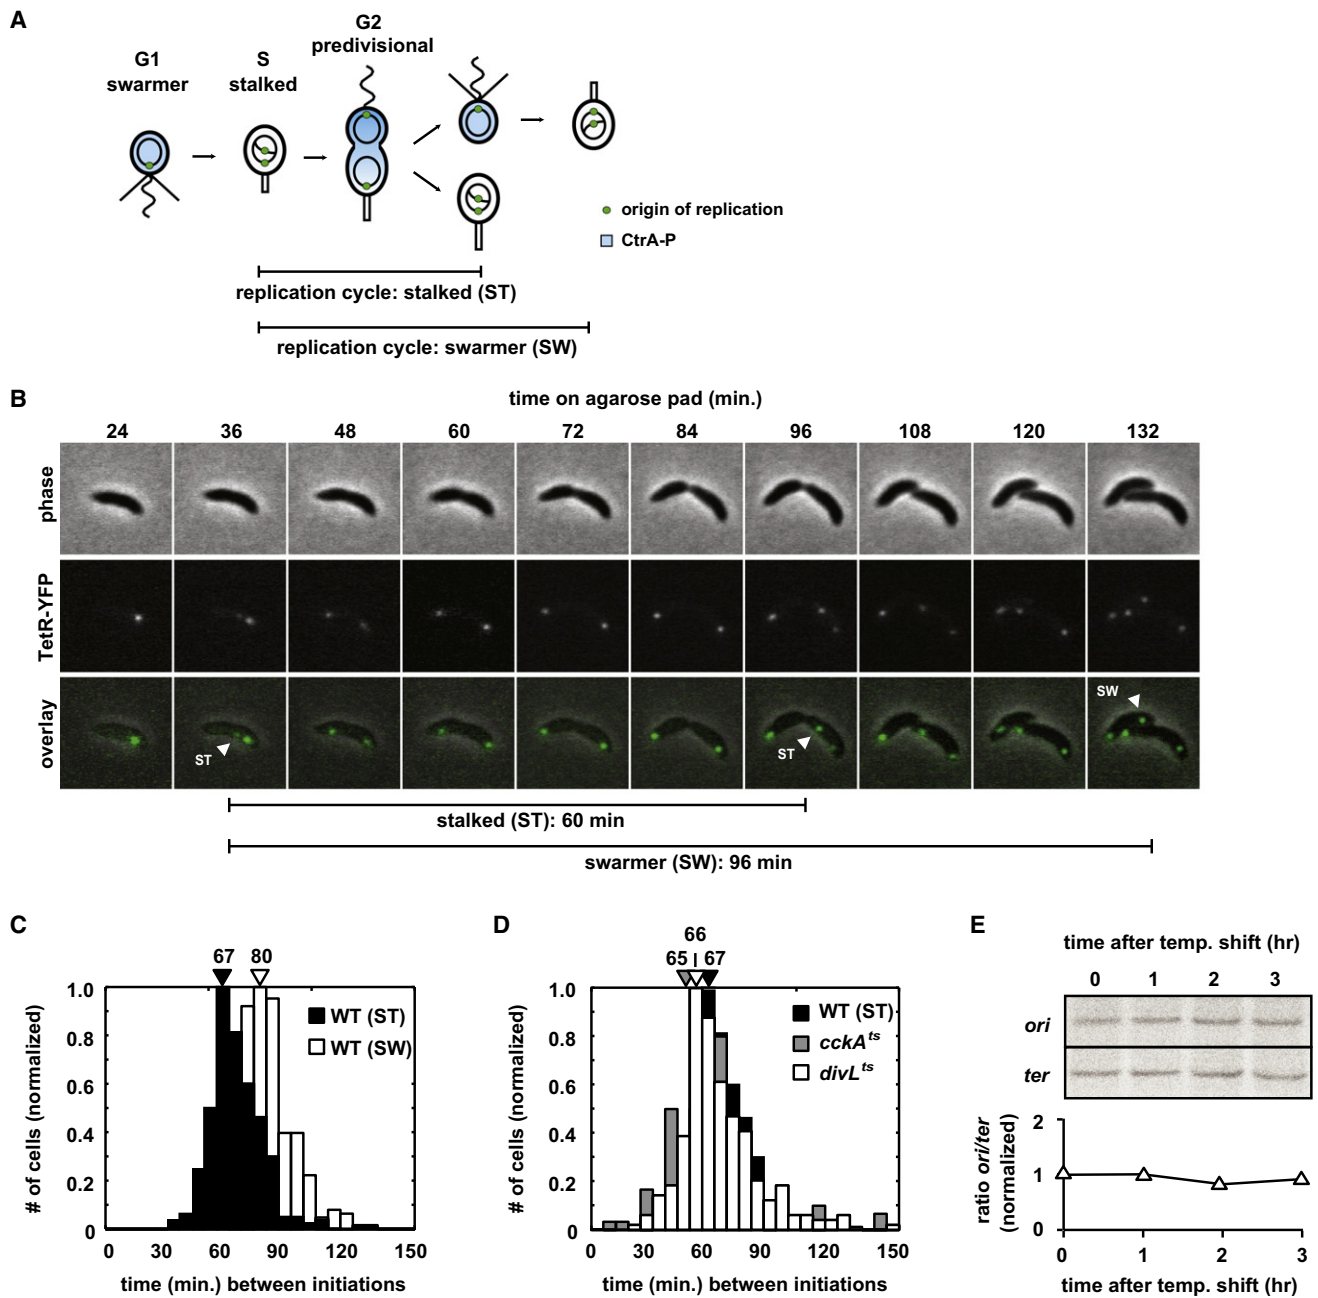 A
G1
swarmer
S
stalked
G2
predivisional
origin of replication
CtrA-P
replication cycle: stalked (ST)
replication cycle: swarmer (SW)
B
time on agarose pad (min.)
24 36 48 60 72 84 96 108 120 132
phase
TetR-YFP
overlay
ST
ST
SW
stalked (ST): 60 min
swarmer (SW): 96 min
C
67 80
WT (ST)
WT (SW)
# of cells (normalized)
1.0
0.8
0.6
0.4
0.2
0
0 30 60 90 120 150
time (min.) between initiations
D
66
65 67
WT (ST)
cckAts
divLts
# of cells (normalized)
1.0
0.8
0.6
0.4
0.2
0
0 30 60 90 120 150
time (min.) between initiations
E
time after temp. shift (hr)
0 1 2 3
ori
ter
ratio ori/ter
(normalized)
2
1
0
0 1 2 3
time after temp. shift (hr)